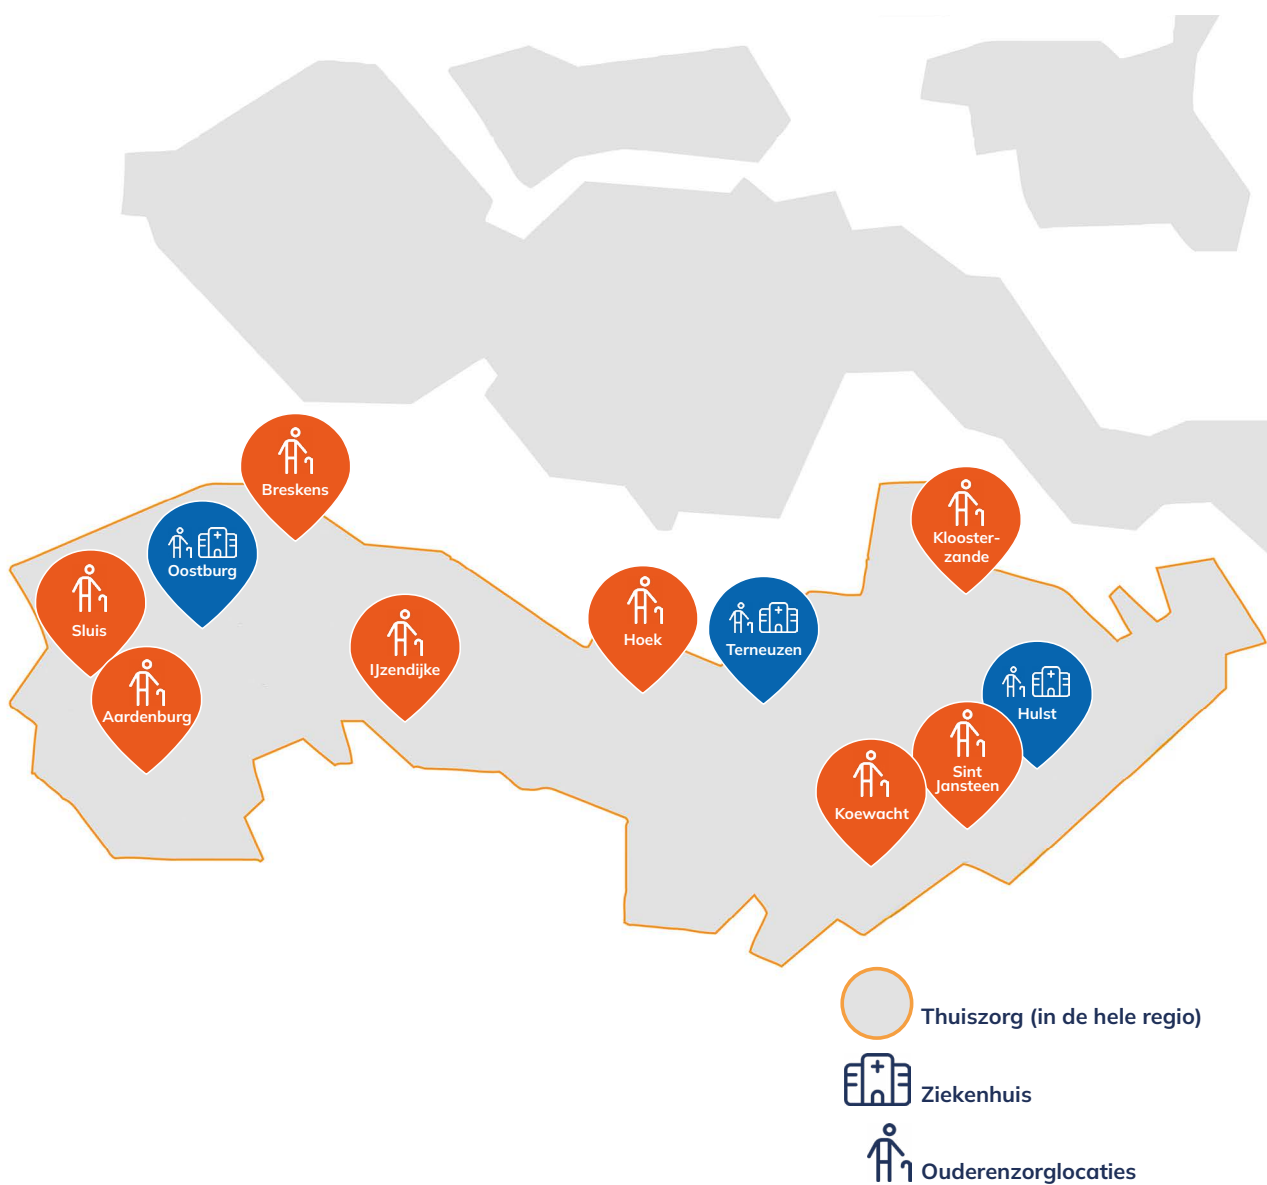 Breskens
Oostburg
Sluis
Aardenburg
IJzendijke
Hoek
Terneuzen
Klooster-
zande
Hulst
Sint
Jansteen
Koewacht
Thuiszorg (in de hele regio)
Ziekenhuis
Ouderenzorglocaties